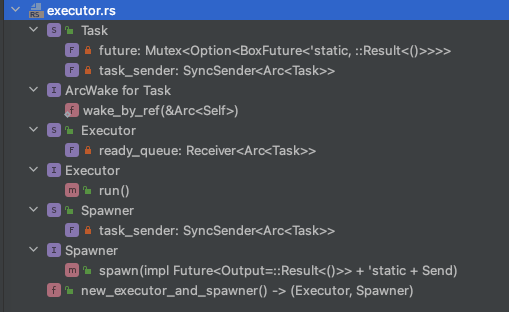 executor.rs
S Task
F future: Mutex<Option<BoxFuture<'static, ::Result<()>>>>
F task_sender: SyncSender<Arc<Task>>
I ArcWake for Task
f wake_by_ref(&Arc<Self>)
S Executor
F ready_queue: Receiver<Arc<Task>>
I Executor
m run()
S Spawner
F task_sender: SyncSender<Arc<Task>>
I Spawner
m spawn(impl Future<Output=::Result<()>> + 'static + Send)
f new_executor_and_spawner() -> (Executor, Spawner)